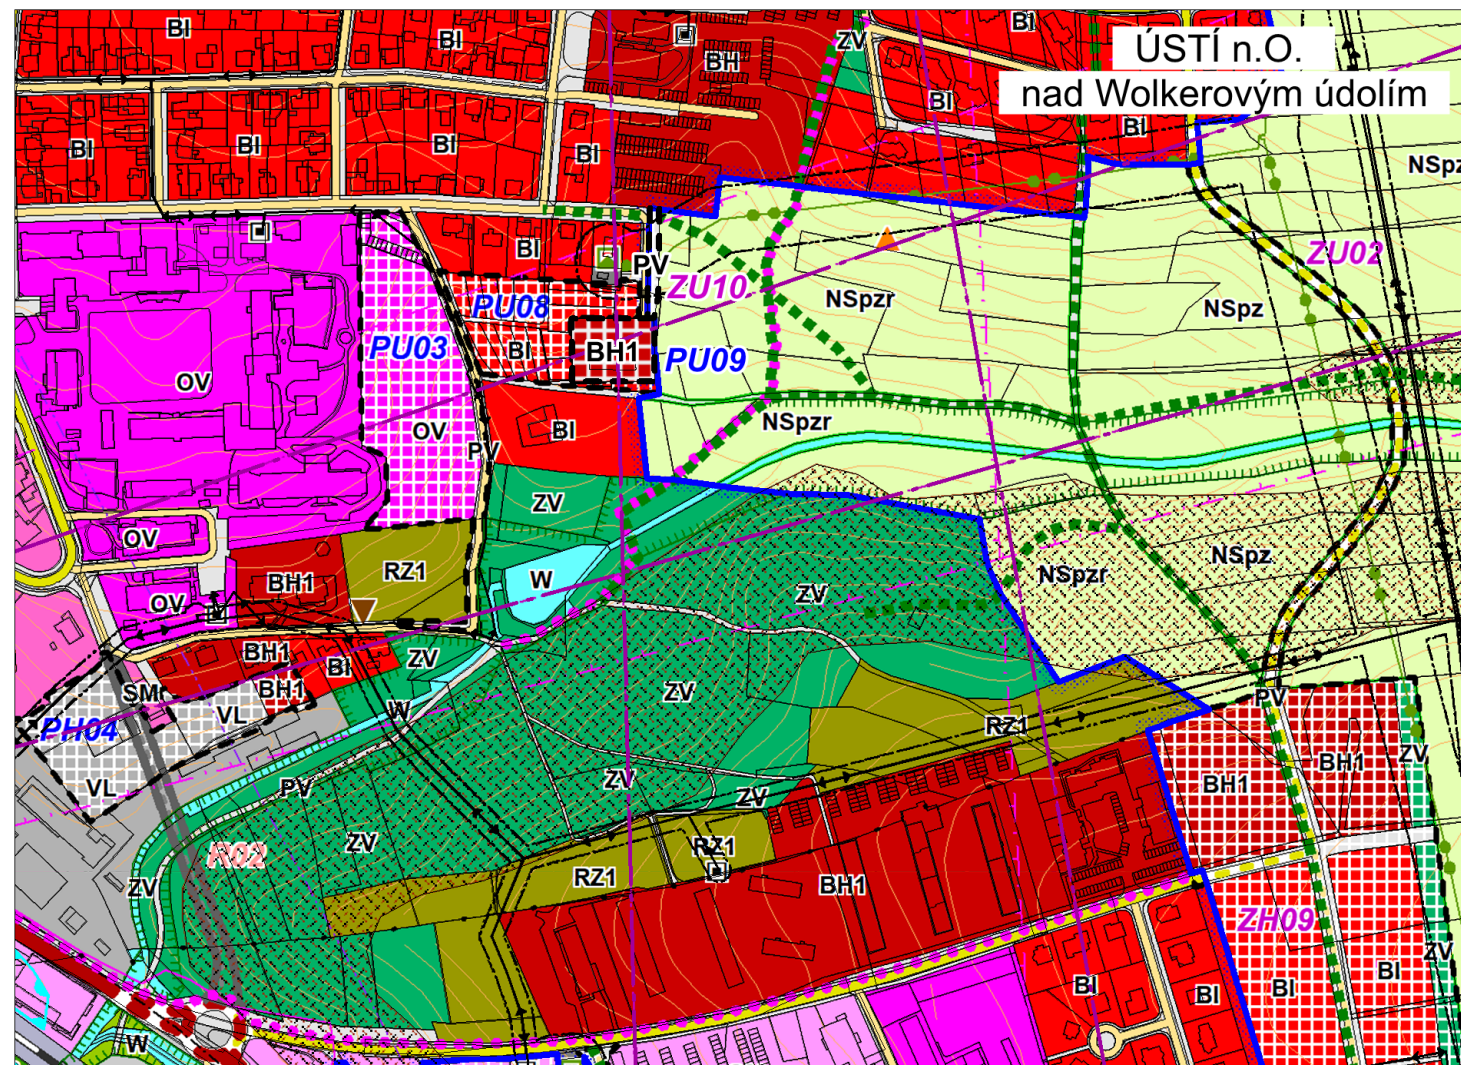 BI
BI
BH
ZV
BI
ÚSTÍ n.O.
nad Wolkerovým údolím
BI
BI
BI
BI
BI
BI
NSpz
BI
PV
ZU10
ZU02
PU08
NSpzr
NSpz
PU03
BI
BH1
PU09
OV
OV
BI
NSpzr
PV
ZV
OV
BH1
RZ1
W
NSpzr
NSpz
OV
ZV
BH1
BI
ZV
SM
BH1
ZV
W
PH04
VL
RZ1
PV
VL
PV
ZV
ZV
BH1
BH1
ZV
R02
ZV
RZ1
RZ1
BH1
ZV
ZH09
ZV
BI
BI
BI
BI
W